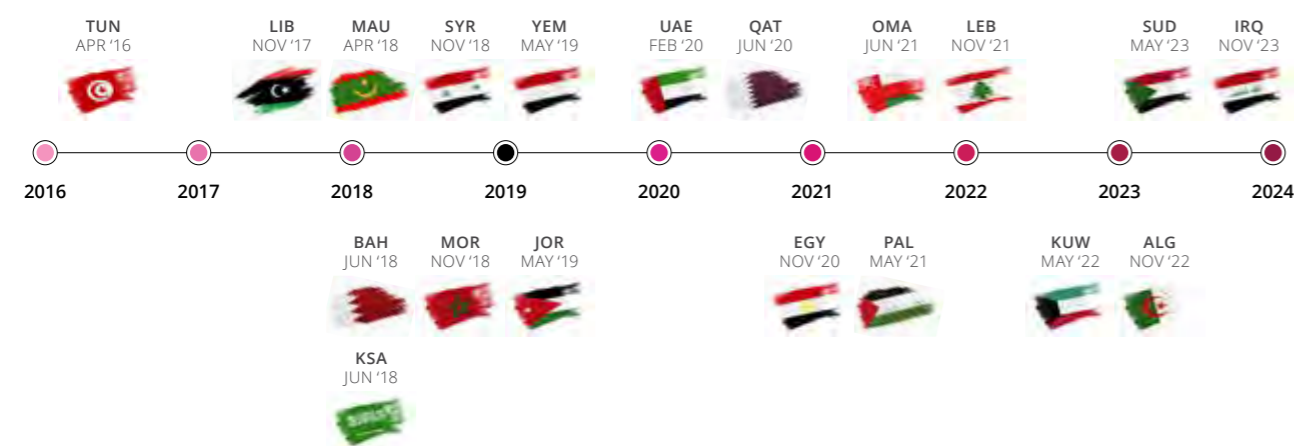 TUN
APR ‘16
LIB
NOV ‘17
MAU
APR ‘18
SYR
NOV ‘18
YEM
MAY ‘19
UAE
FEB ‘20
QAT
JUN ‘20
OMA
JUN ‘21
LEB
NOV ‘21
SUD
MAY ‘23
IRQ
NOV ‘23
2016
2017
2018
2019
2020
2021
2022
2023
2024
BAH
JUN ‘18
MOR
NOV ‘18
JOR
MAY ‘19
EGY
NOV ‘20
PAL
MAY ‘21
KUW
MAY ‘22
ALG
NOV ‘22
KSA
JUN ‘18